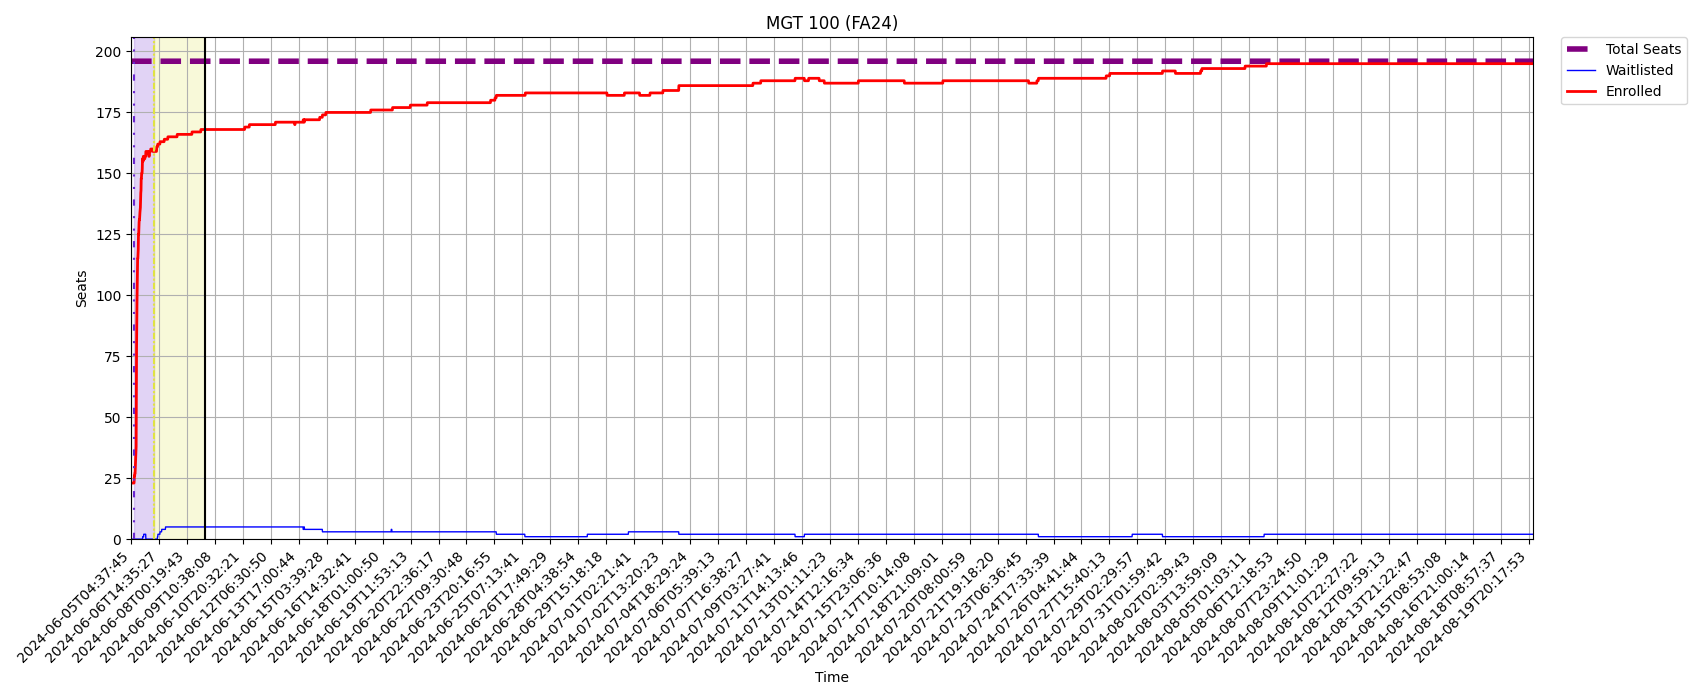 MGT 100 (FA24)
Total Seats
Waitlisted
Enrolled
Seats
200
175
150
125
100
75
50
25
0
2024-06-05T04:37:45
2024-06-06T14:35:27
2024-06-08T00:19:43
2024-06-09T10:38:08
2024-06-10T20:32:21
2024-06-12T06:30:50
2024-06-13T17:00:44
2024-06-15T03:39:28
2024-06-16T14:32:41
2024-06-18T01:00:50
2024-06-19T11:53:13
2024-06-20T22:36:17
2024-06-22T09:30:48
2024-06-23T20:16:55
2024-06-25T07:13:41
2024-06-26T17:49:29
2024-06-28T04:38:54
2024-06-29T15:18:18
2024-07-01T02:21:41
2024-07-02T13:20:23
2024-07-04T18:29:24
2024-07-06T05:39:13
2024-07-07T16:38:27
2024-07-09T03:27:41
2024-07-11T14:13:46
2024-07-13T01:11:23
2024-07-14T12:16:34
2024-07-15T23:06:36
2024-07-17T10:14:08
2024-07-18T21:09:01
2024-07-20T08:00:59
2024-07-21T19:18:20
2024-07-23T06:36:45
2024-07-24T17:33:39
2024-07-26T04:41:44
2024-07-27T15:40:13
2024-07-29T02:29:57
2024-07-31T01:59:42
2024-08-02T02:39:43
2024-08-03T13:59:09
2024-08-05T01:03:11
2024-08-06T12:18:53
2024-08-07T23:24:50
2024-08-09T11:01:29
2024-08-10T22:27:22
2024-08-12T09:59:13
2024-08-13T21:22:47
2024-08-15T08:53:08
2024-08-16T21:00:14
2024-08-18T08:57:37
2024-08-19T20:17:53
Time